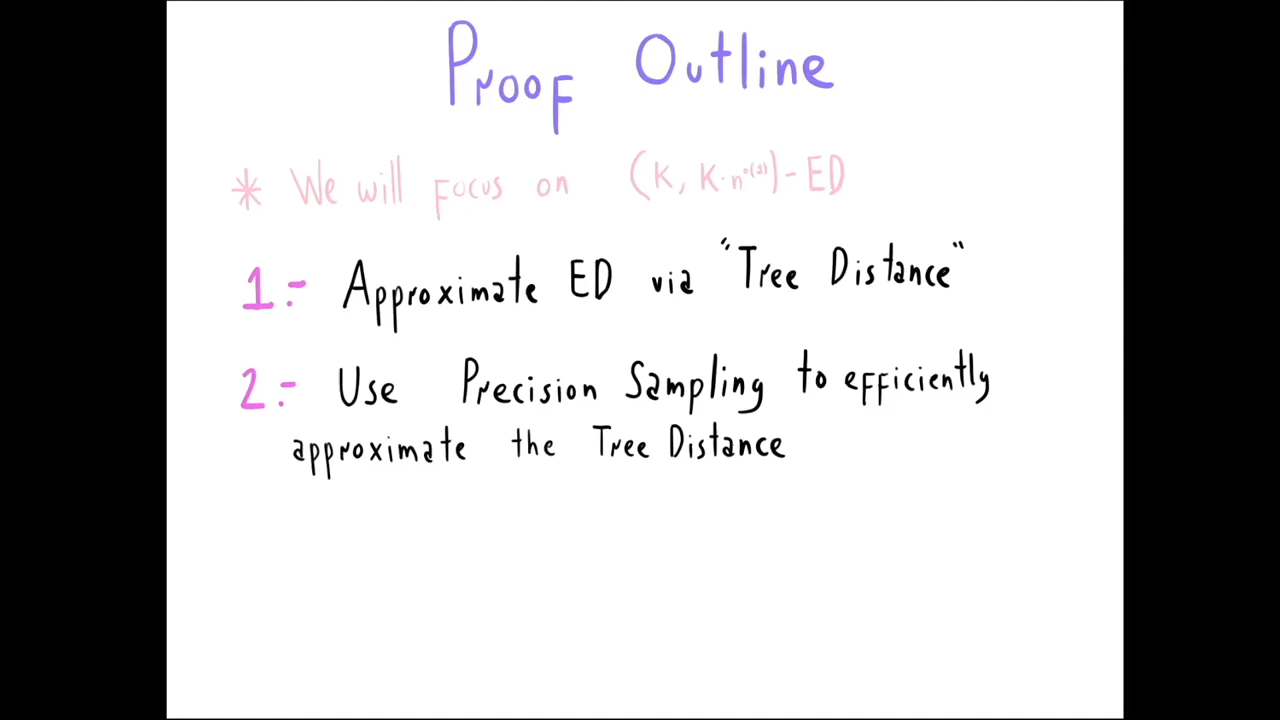 Proof Outline
* We will focus on (K, K·n^o(1))-ED
1.- Approximate ED via "Tree Distance"
2.- Use Precision Sampling to efficiently
approximate the Tree Distance